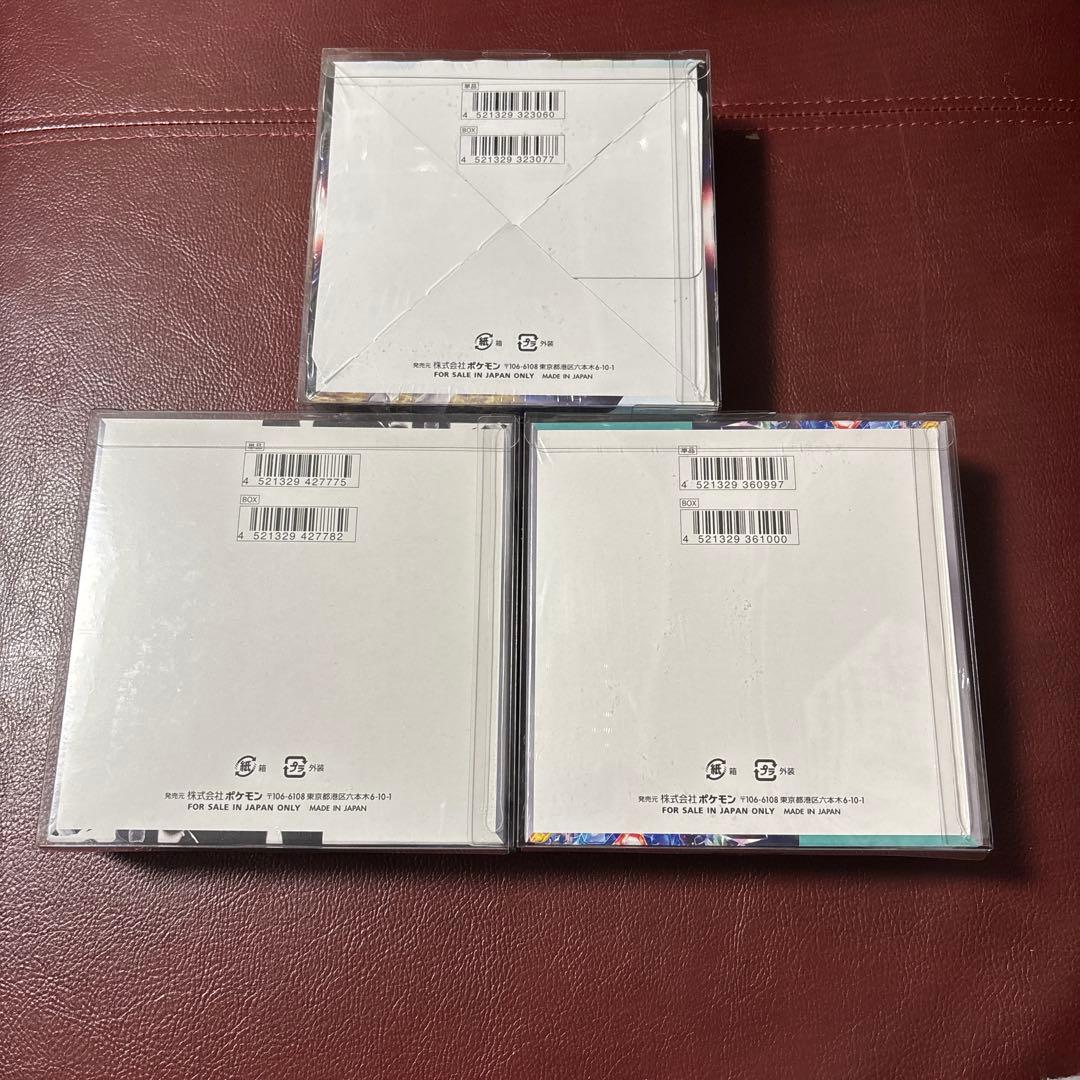 単品
4 521329 323060
BOX
4 521329 323077
紙 箱 プラ 外装
発売元 株式会社 ポケモン 〒106-6108 東京都港区六本木6-10-1
FOR SALE IN JAPAN ONLY MADE IN JAPAN
単品
4 521329 427775
BOX
4 521329 427782
紙 箱 プラ 外装
発売元 株式会社 ポケモン 〒106-6108 東京都港区六本木6-10-1
FOR SALE IN JAPAN ONLY MADE IN JAPAN
単品
4 521329 360997
BOX
4 521329 361000
紙 箱 プラ 外装
発売元 株式会社 ポケモン 〒106-6108 東京都港区六本木6-10-1
FOR SALE IN JAPAN ONLY MADE IN JAPAN